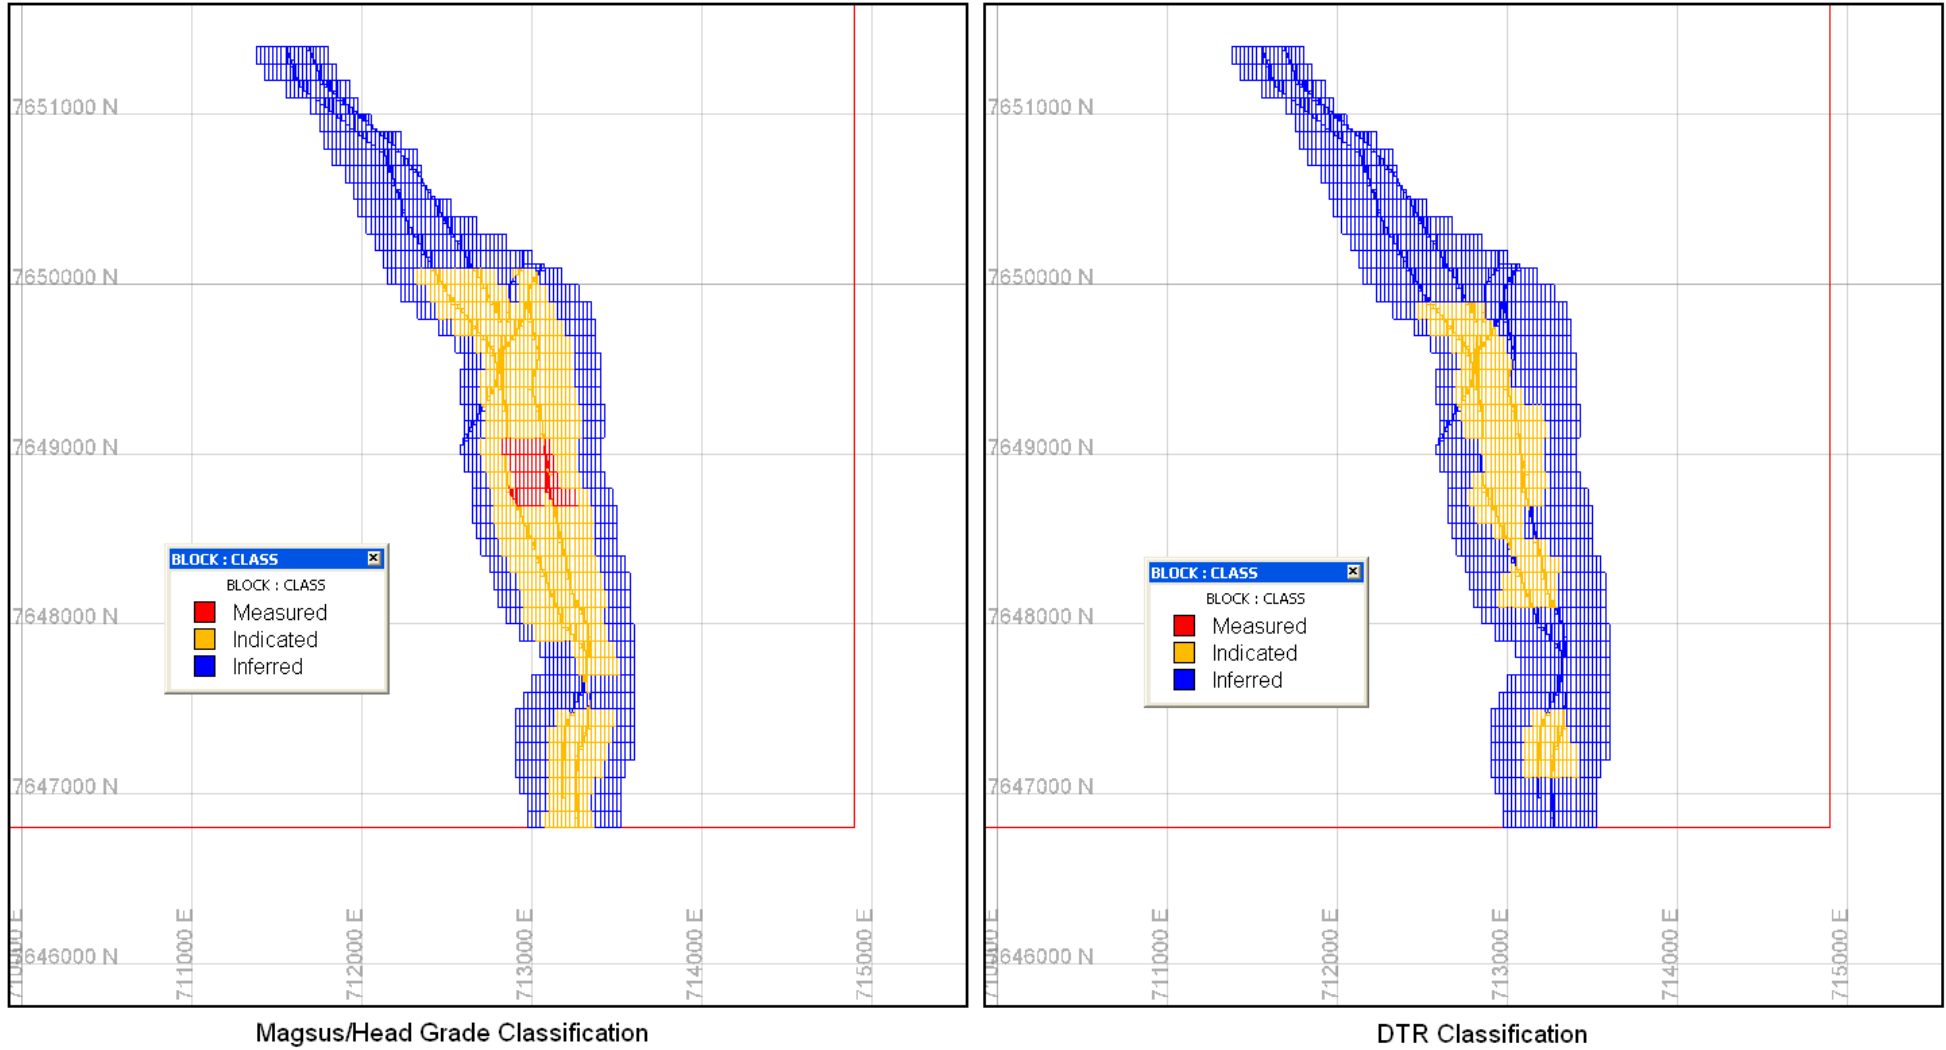 7651000 N
7650000 N
7649000 N
BLOCK : CLASS
BLOCK : CLASS
Measured
Indicated
Inferred
7648000 N
7647000 N
7646000 N
711000 E
712000 E
713000 E
714000 E
715000 E
Magsus/Head Grade Classification
7651000 N
7650000 N
7649000 N
BLOCK : CLASS
BLOCK : CLASS
Measured
Indicated
Inferred
7648000 N
7647000 N
7646000 N
711000 E
712000 E
713000 E
714000 E
715000 E
DTR Classification